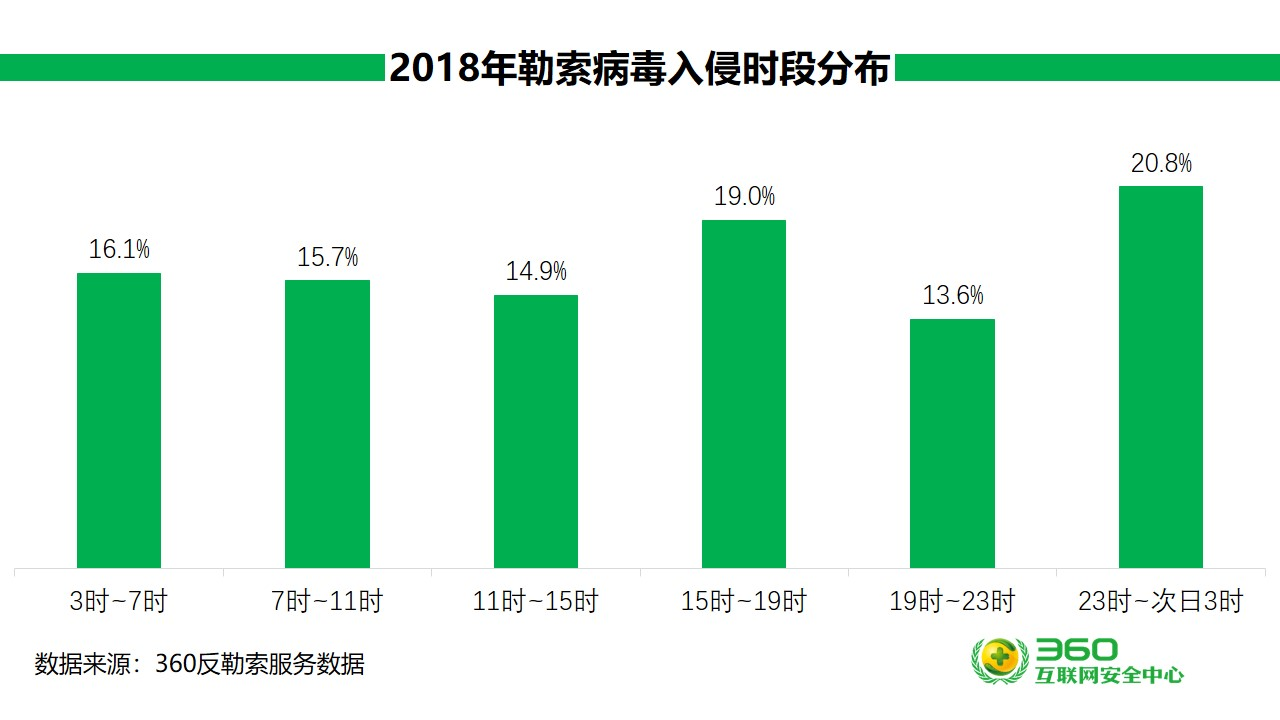 2018年勒索病毒入侵时段分布
16.1%
15.7%
14.9%
19.0%
13.6%
20.8%
3时~7时
7时~11时
11时~15时
15时~19时
19时~23时
23时~次日3时
数据来源：360反勒索服务数据
360
互联网安全中心